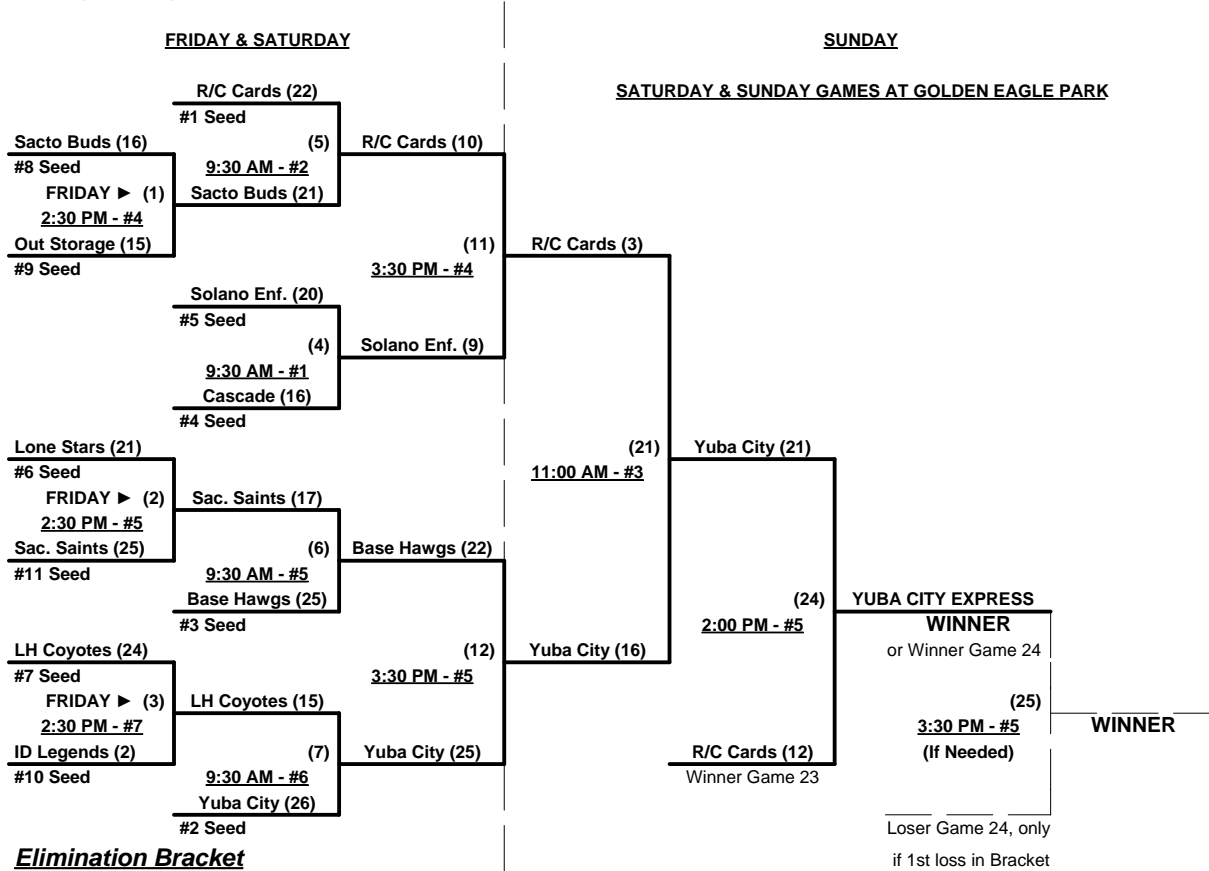 FRIDAY & SATURDAY
SUNDAY
SATURDAY & SUNDAY GAMES AT GOLDEN EAGLE PARK
R/C Cards (22)
#1 Seed
Sacto Buds (16)
(5)
R/C Cards (10)
#8 Seed
9:30 AM - #2
FRIDAY ► (1)
Sacto Buds (21)
2:30 PM - #4
Out Storage (15)
(11)
R/C Cards (3)
#9 Seed
3:30 PM - #4
Solano Enf. (20)
#5 Seed
(4)
Solano Enf. (9)
9:30 AM - #1
Cascade (16)
#4 Seed
Lone Stars (21)
(21)
Yuba City (21)
#6 Seed
11:00 AM - #3
FRIDAY ► (2)
Sac. Saints (17)
2:30 PM - #5
Sac. Saints (25)
(6)
Base Hawgs (22)
#11 Seed
9:30 AM - #5
Base Hawgs (25)
(24)
YUBA CITY EXPRESS
#3 Seed
2:00 PM - #5
WINNER
LH Coyotes (24)
(12)
Yuba City (16)
or Winner Game 24
#7 Seed
3:30 PM - #5
FRIDAY ► (3)
LH Coyotes (15)
(25)
2:30 PM - #7
3:30 PM - #5
WINNER
ID Legends (2)
(7)
Yuba City (25)
R/C Cards (12)
(If Needed)
#10 Seed
9:30 AM - #6
Winner Game 23
Yuba City (26)
#2 Seed
Loser Game 24, only
Elimination Bracket
if 1st loss in Bracket